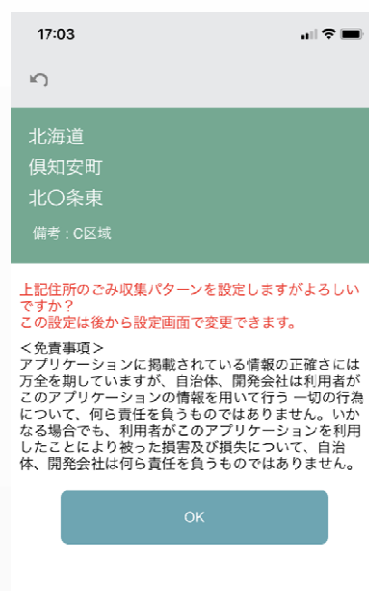 17:03
北海道
倶知安町
北〇条東
備考 : C区域
上記住所のごみ収集パターンを設定しますがよろしい
ですか？
この設定は後から設定画面で変更できます。
＜免責事項＞
アプリケーションに掲載されている情報の正確さには
万全を期していますが、自治体、開発会社は利用者が
このアプリケーションの情報を用いて行う 一切の行為
について、何ら責任を負うものではありません。いか
なる場合でも、利用者がこのアプリケーションを利用
したことにより被った損害及び損失について、自治
体、開発会社は何ら責任を負うものではありません。
OK